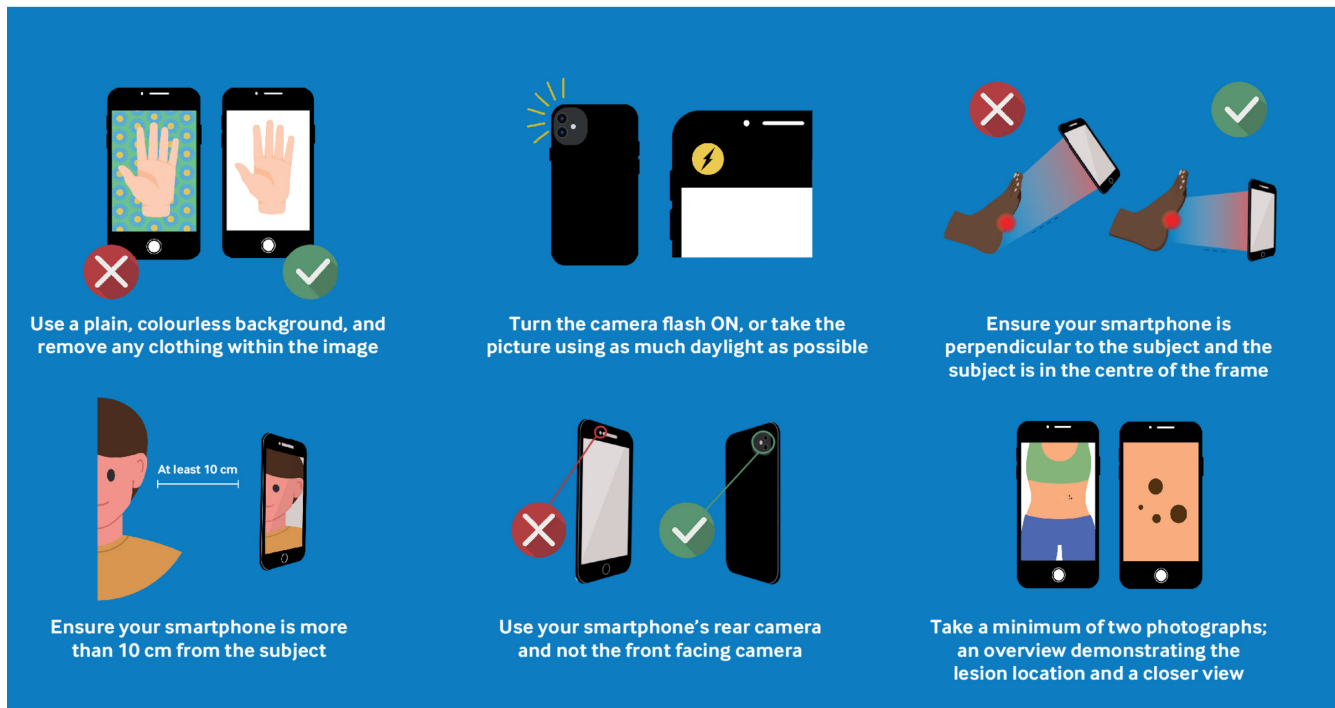 Use a plain, colourless background, and
remove any clothing within the image
Turn the camera flash ON, or take the
picture using as much daylight as possible
Ensure your smartphone is
perpendicular to the subject and the
subject is in the centre of the frame
At least 10 cm
Ensure your smartphone is more
than 10 cm from the subject
Use your smartphone’s rear camera
and not the front facing camera
Take a minimum of two photographs;
an overview demonstrating the
lesion location and a closer view